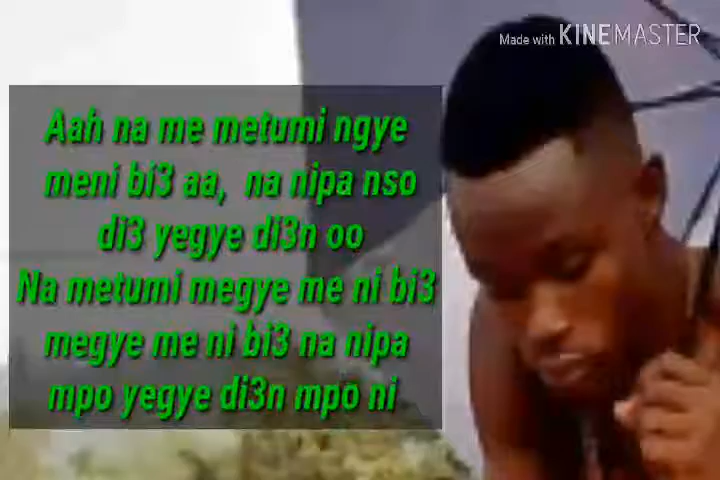 Made with KINEMASTER
Aah na me metumi ngye
meni bi3 aa, na nipa nso
di3 yegye di3n oo
Na metumi megye me ni bi3
megye me ni bi3 na nipa
mpo yegye di3n mpo ni